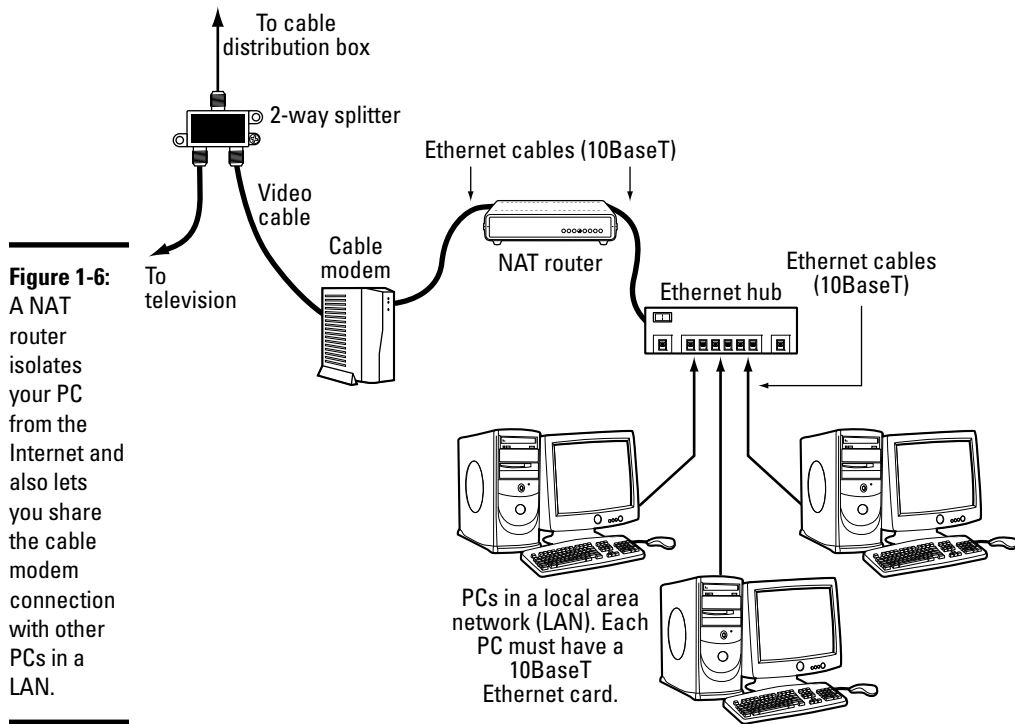 To cable
distribution box
2-way splitter
Ethernet cables (10BaseT)
Video
cable
Cable
modem
NAT router
Ethernet cables
(10BaseT)
Ethernet hub
To
television
Figure 1-6:
A NAT
router
isolates
your PC
from the
Internet and
also lets
you share
the cable
modem
connection
with other
PCs in a
LAN.
PCs in a local area
network (LAN). Each
PC must have a
10BaseT
Ethernet card.